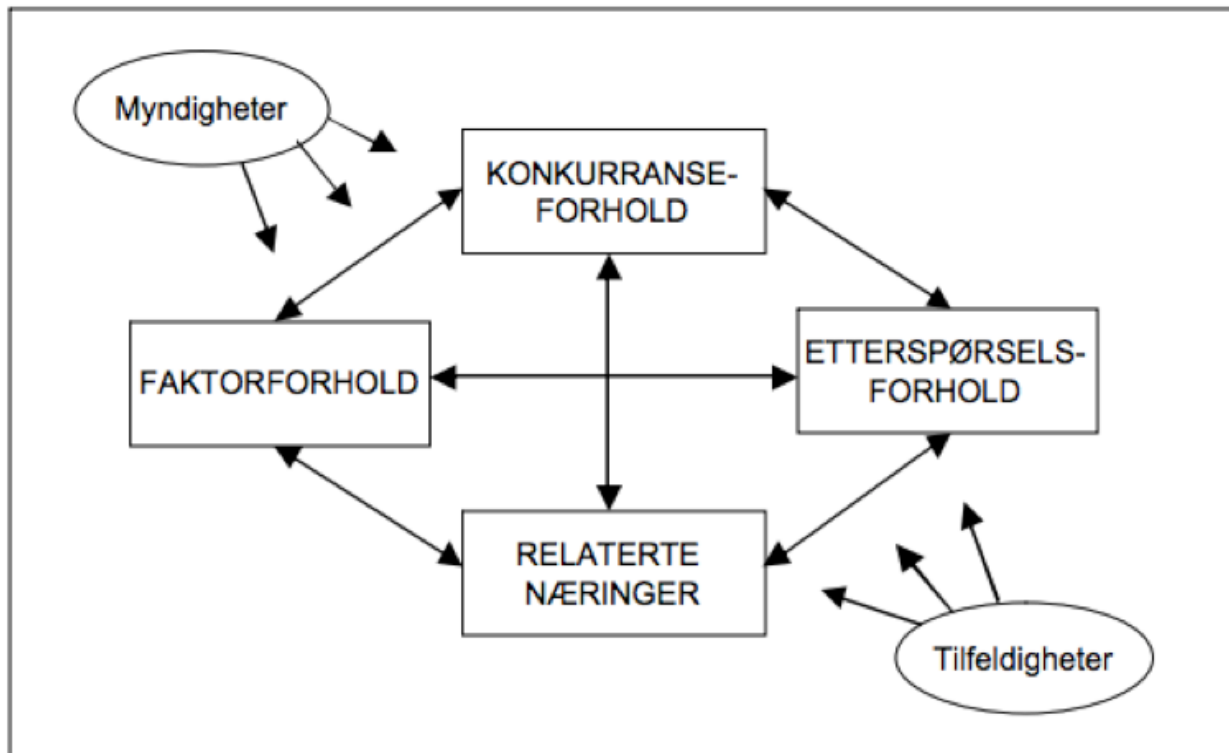 Myndigheter
KONKURRANSE-
FORHOLD
FAKTORFORHOLD
ETTERSPØRSELS-
FORHOLD
RELATERTE
NÆRINGER
Tilfeldigheter